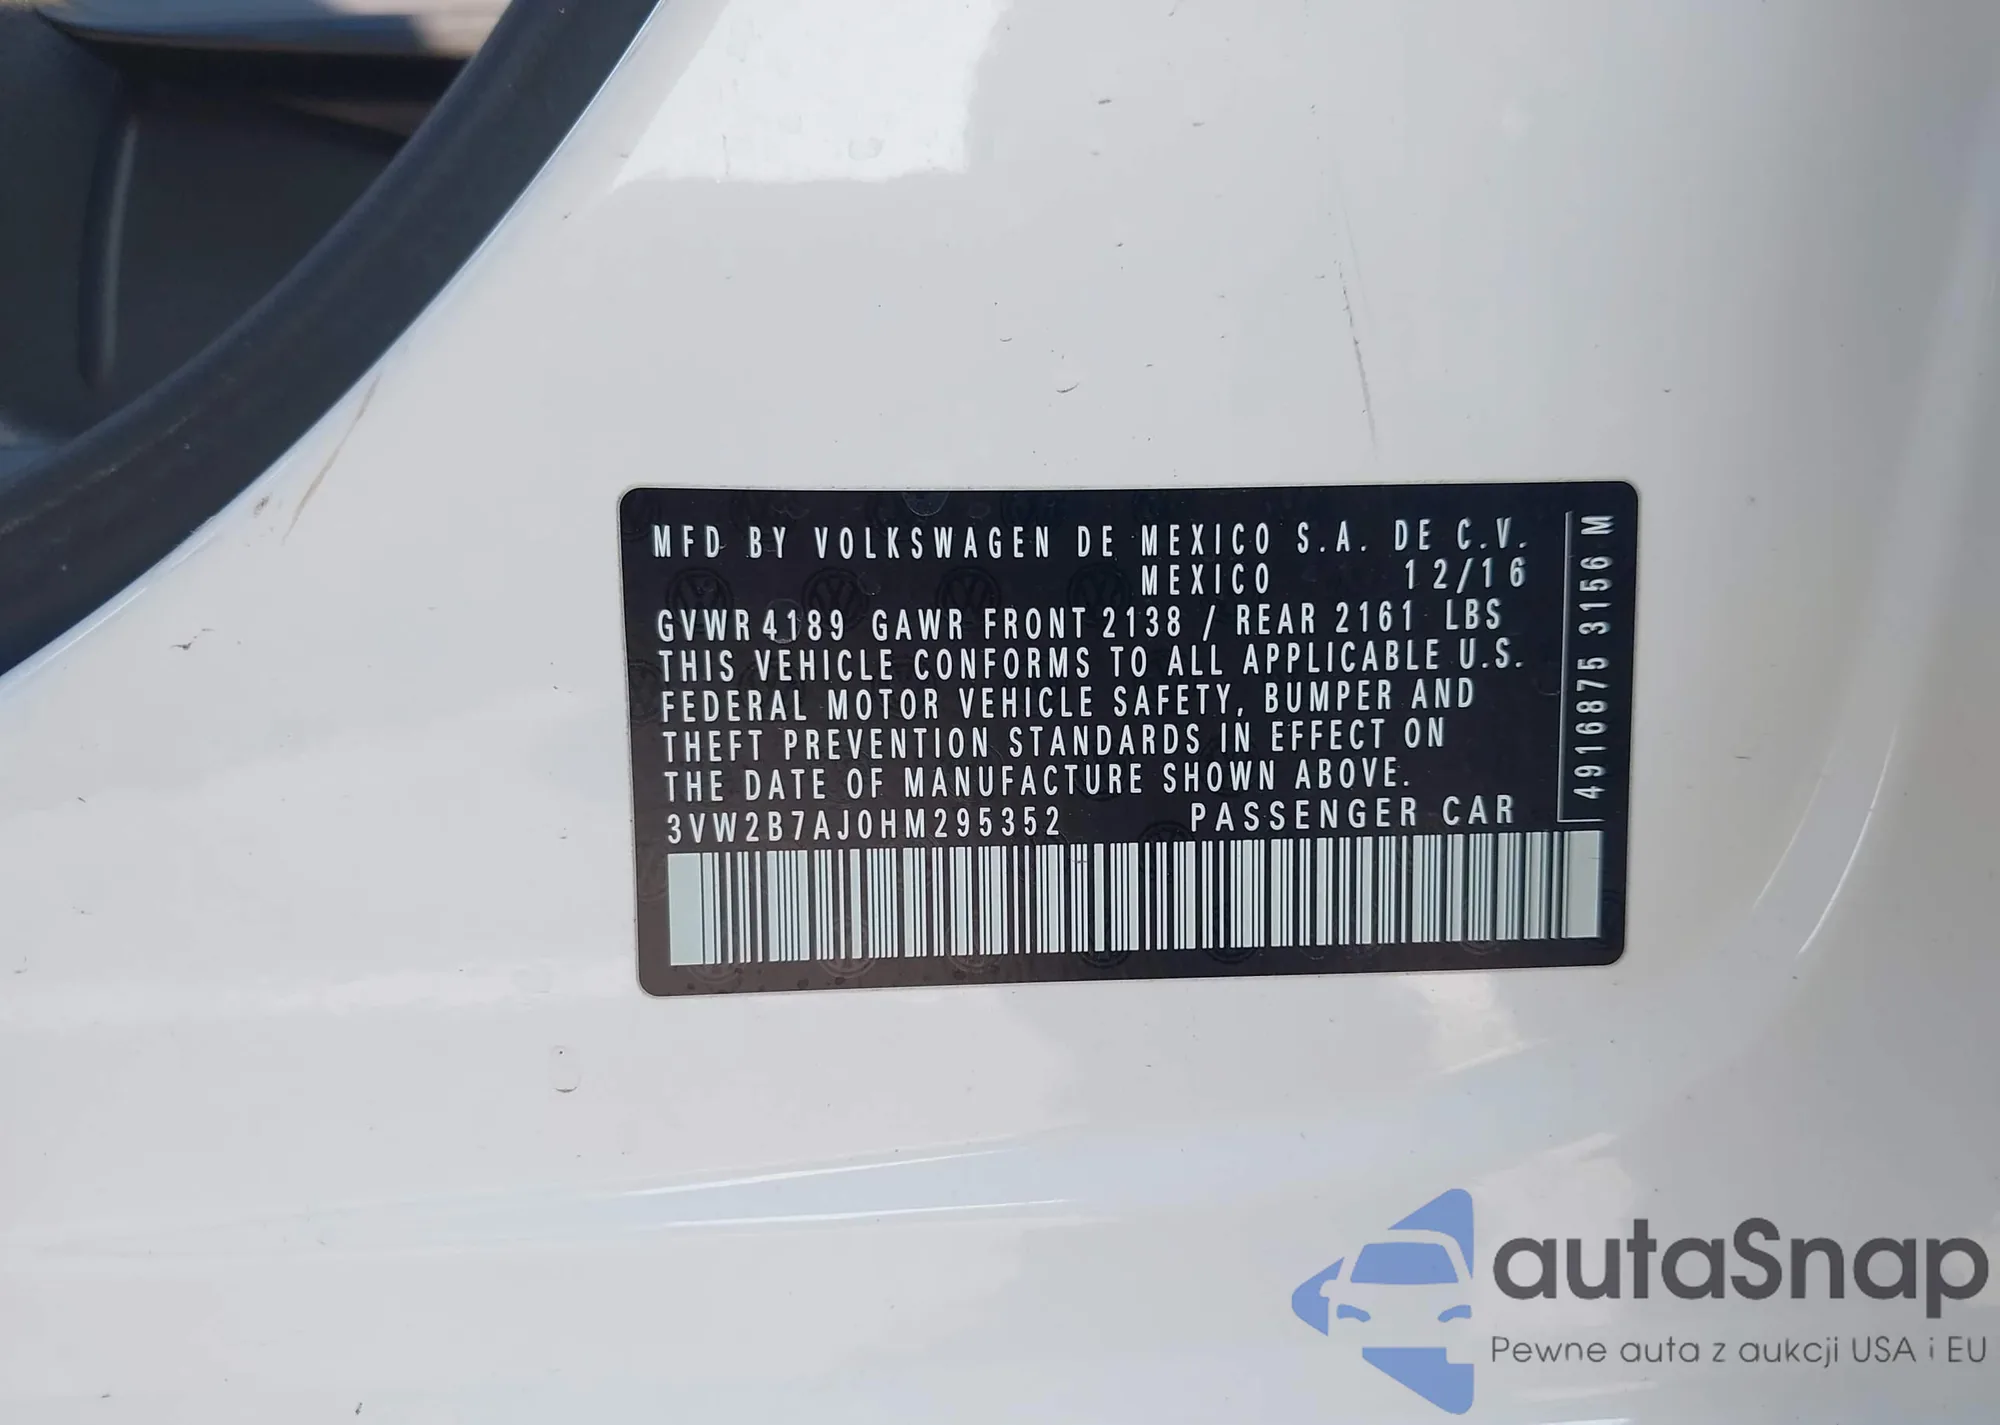 MFD BY VOLKSWAGEN DE MEXICO S.A. DE C.V.
MEXICO 12/16
GVWR 4189 GAWR FRONT 2138 / REAR 2161 LBS
THIS VEHICLE CONFORMS TO ALL APPLICABLE U.S.
FEDERAL MOTOR VEHICLE SAFETY, BUMPER AND
THEFT PREVENTION STANDARDS IN EFFECT ON
THE DATE OF MANUFACTURE SHOWN ABOVE.
3VW2B7AJ0HM295352 PASSENGER CAR
4916875 3156 M
autaSnap
Pewne auta z aukcji USA i EU